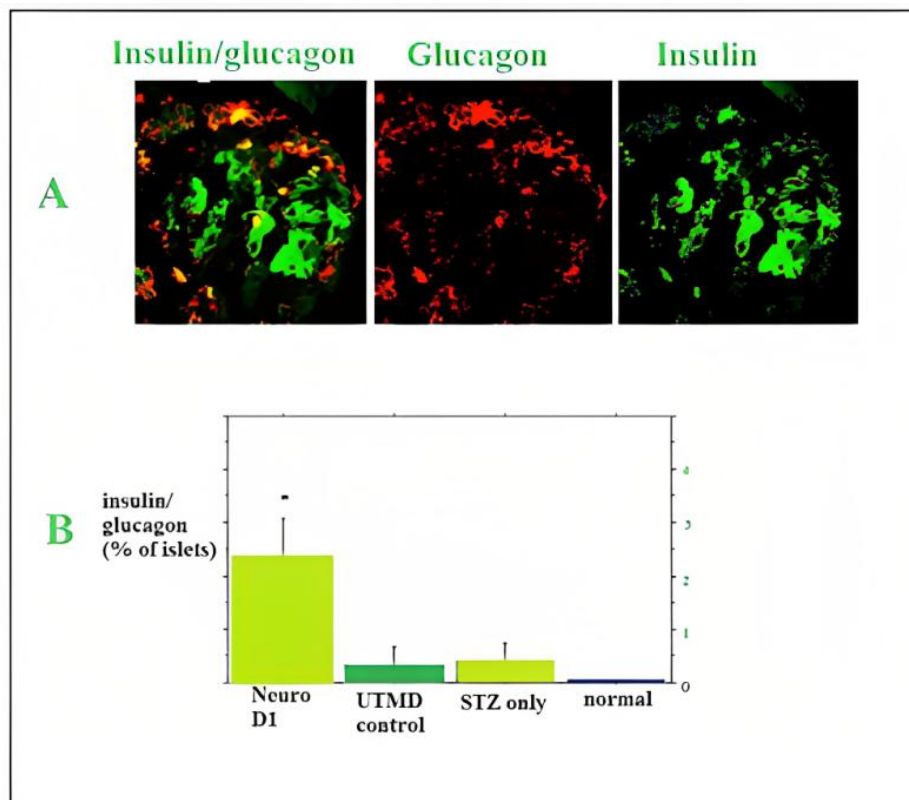 Insulin/glucagon Glucagon Insulin
A
B
insulin/
glucagon
(% of islets)
4
3
2
1
0
Neuro
D1
UTMD
control
STZ only
normal